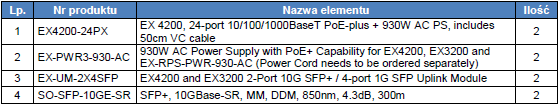 Lp. Nr produktu Nazwa elementu Ilość
1 EX4200-24PX EX 4200, 24-port 10/100/1000BaseT PoE-plus + 930W AC PS, includes 50cm VC cable 2
2 EX-PWR3-930-AC 930W AC Power Supply with PoE+ Capability for EX4200, EX3200 and EX-RPS-PWR-930-AC (Power Cord needs to be ordered separately) 2
3 EX-UM-2X4SFP EX4200 and EX3200 2-Port 10G SFP+ / 4-port 1G SFP Uplink Module 2
4 SO-SFP-10GE-SR SFP+, 10GBase-SR, MM, DDM, 850nm, 4.3dB, 300m 2